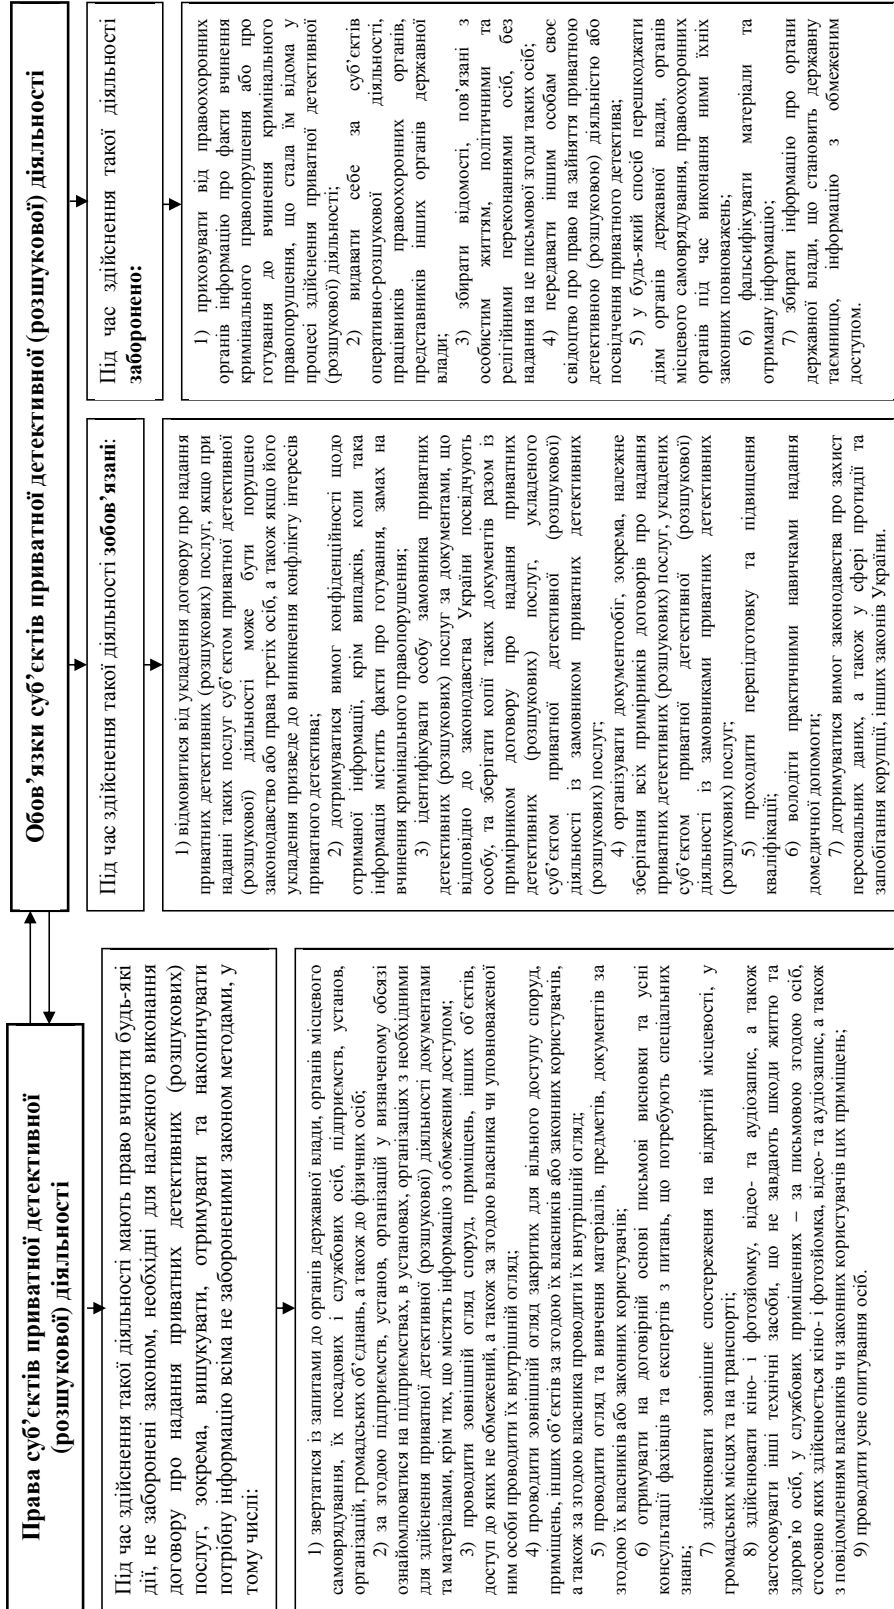 Права суб’єктів приватної детективної
(розшукової) діяльності
Під час здійснення такої діяльності мають право вчиняти будь-які
дії, не заборонені законом, необхідні для належного виконання
договору про надання приватних детективних (розшукових)
послуг, зокрема, вишукувати, отримувати та накопичувати
потрібну інформацію всіма не забороненими законом методами, у
тому числі:
1) звертатися із запитами до органів державної влади, органів місцевого
самоврядування, їх посадових і службових осіб, підприємств, установ,
організацій, громадських об’єднань, а також до фізичних осіб;
2) за згодою підприємств, установ, організацій у визначеному обсязі
ознайомлюватися на підприємствах, в установах, організаціях з необхідними
для здійснення приватної детективної (розшукової) діяльності документами
та матеріалами, крім тих, що містять інформацію з обмеженим доступом;
3) проводити зовнішній огляд споруд, приміщень, інших об’єктів,
доступ до яких не обмежений, а також за згодою власника чи уповноваженої
ним особи проводити їх внутрішній огляд;
4) проводити зовнішній огляд закритих для вільного доступу споруд,
приміщень, інших об’єктів за згодою їх власників або законних користувачів,
а також за згодою власника проводити їх внутрішній огляд;
5) проводити огляд та вивчення матеріалів, предметів, документів за
згодою їх власників або законних користувачів;
6) отримувати на договірній основі письмові висновки та усні
консультації фахівців та експертів з питань, що потребують спеціальних
знань;
7) здійснювати зовнішнє спостереження на відкритій місцевості, у
громадських місцях та на транспорті;
8) здійснювати кіно- і фотозйомку, відео- та аудіозапис, а також
застосовувати інші технічні засоби, що не завдають шкоди життю та
здоров’ю осіб, у службових приміщеннях – за письмовою згодою осіб,
стосовно яких здійснюється кіно- і фотозйомка, відео- та аудіозапис, а також
з повідомленням власників чи законних користувачів цих приміщень;
9) проводити усне опитування осіб.
Обов’язки суб’єктів приватної детективної (розшукової) діяльності
Під час здійснення такої діяльності зобов’язані:
1) відмовитися від укладення договору про надання
приватних детективних (розшукових) послуг, якщо при
наданні таких послуг суб’єктом приватної детективної
(розшукової) діяльності може бути порушено
законодавство або права третіх осіб, а також якщо його
укладення призведе до виникнення конфлікту інтересів
приватного детектива;
2) дотримуватися вимог конфіденційності щодо
отриманої інформації, крім випадків, коли така
інформація містить факти про готування, замах на
вчинення кримінального правопорушення;
3) ідентифікувати особу замовника приватних
детективних (розшукових) послуг за документами, що
відповідно до законодавства України посвідчують
особу, та зберігати копії таких документів разом із
примірником договору про надання приватних
детективних (розшукових) послуг, укладеного
суб’єктом приватної детективної (розшукової)
діяльності із замовником приватних детективних
(розшукових) послуг;
4) організувати документообіг, зокрема, належне
зберігання всіх примірників договорів про надання
приватних детективних (розшукових) послуг, укладених
суб’єктом приватної детективної (розшукової)
діяльності із замовниками приватних детективних
(розшукових) послуг;
5) проходити перепідготовку та підвищення
кваліфікації;
6) володіти практичними навичками надання
домедичної допомоги;
7) дотримуватися вимог законодавства про захист
персональних даних, а також у сфері протидії та
запобігання корупції, інших законів України.
Під час здійснення такої діяльності
заборонено:
1) приховувати від правоохоронних
органів інформацію про факти вчинення
кримінального правопорушення або про
готування до вчинення кримінального
правопорушення, що стала їм відома у
процесі здійснення приватної детективної
(розшукової) діяльності;
2) видавати себе за суб’єктів
оперативно-розшукової діяльності,
працівників правоохоронних органів,
представників інших органів державної
влади;
3) збирати відомості, пов’язані з
особистим життям, політичними та
релігійними переконаннями осіб, без
надання на це письмової згоди таких осіб;
4) передавати іншим особам своє
свідоцтво про право на зайняття приватною
детективною (розшуковою) діяльністю або
посвідчення приватного детектива;
5) у будь-який спосіб перешкоджати
діям органів державної влади, органів
місцевого самоврядування, правоохоронних
органів під час виконання ними їхніх
законних повноважень;
6) фальсифікувати матеріали та
отриману інформацію;
7) збирати інформацію про органи
державної влади, що становить державну
таємницю, інформацію з обмеженим
доступом.